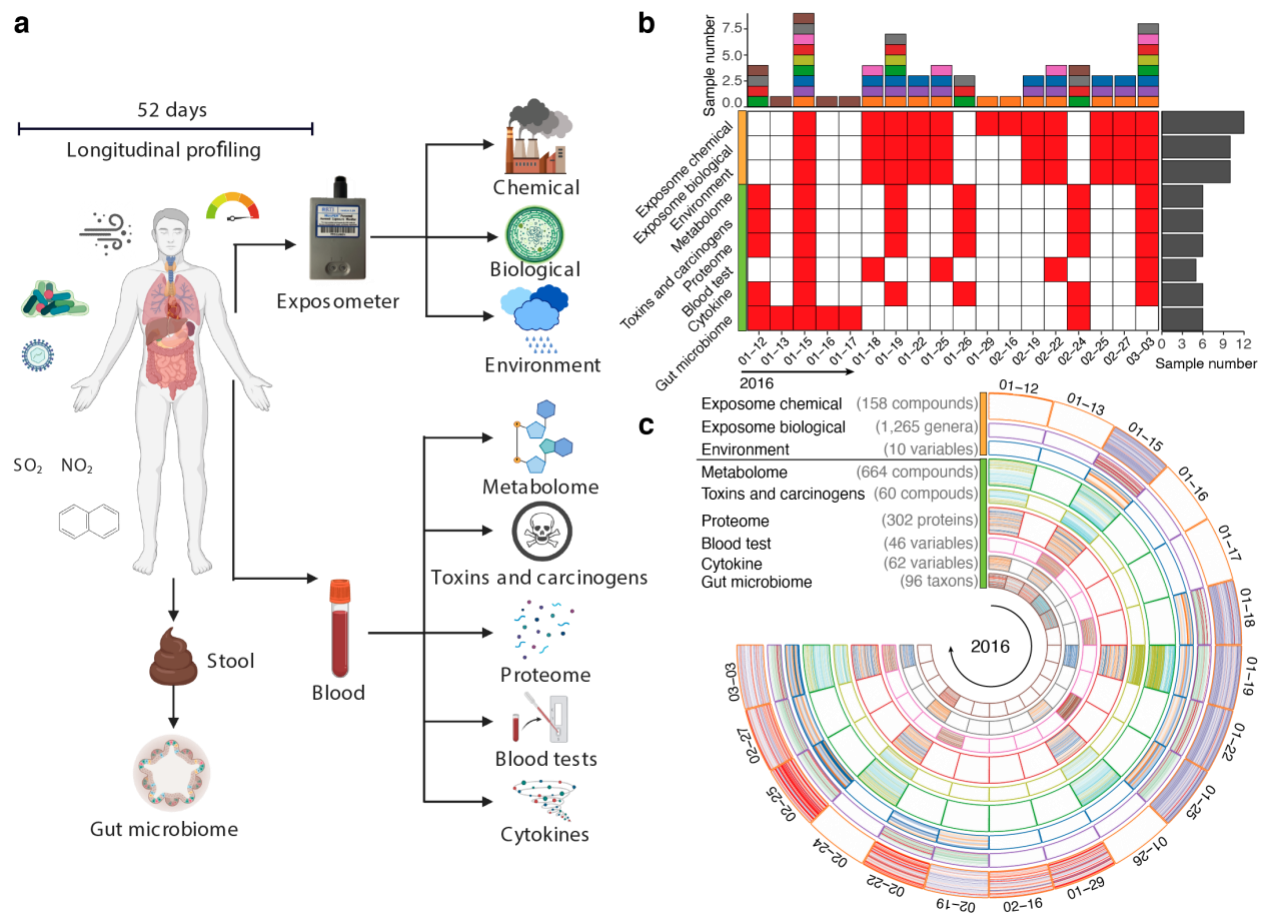 a
52 days
Longitudinal profiling
Exposometer
Chemical
Biological
Environment
SO₂ NO₂
Metabolome
Toxins and carcinogens
Proteome
Blood tests
Cytokines
Blood
Stool
Gut microbiome
b
Sample number
7.5
5.0
2.5
0.0
Exposome chemical
Exposome biological
Environment
Metabolome
Toxins and carcinogens
Proteome
Blood test
Cytokine
Gut microbiome
01−12
01−13
01−15
01−16
01−17
01−18
01−19
01−22
01−25
01−26
01−29
02−16
02−19
02−22
02−24
02−25
02−27
03−03
0 3 6 9 12
Sample number
2016
c
Exposome chemical (158 compounds)
Exposome biological (1,265 genera)
Environment (10 variables)
Metabolome (664 compounds)
Toxins and carcinogens (60 compouds)
Proteome (302 proteins)
Blood test (46 variables)
Cytokine (62 variables)
Gut microbiome (96 taxons)
2016
01−12
01−13
01−15
01−16
01−17
01−18
01−19
01−22
01−25
01−26
01−29
02−16
02−19
02−22
02−24
02−25
02−27
03−03